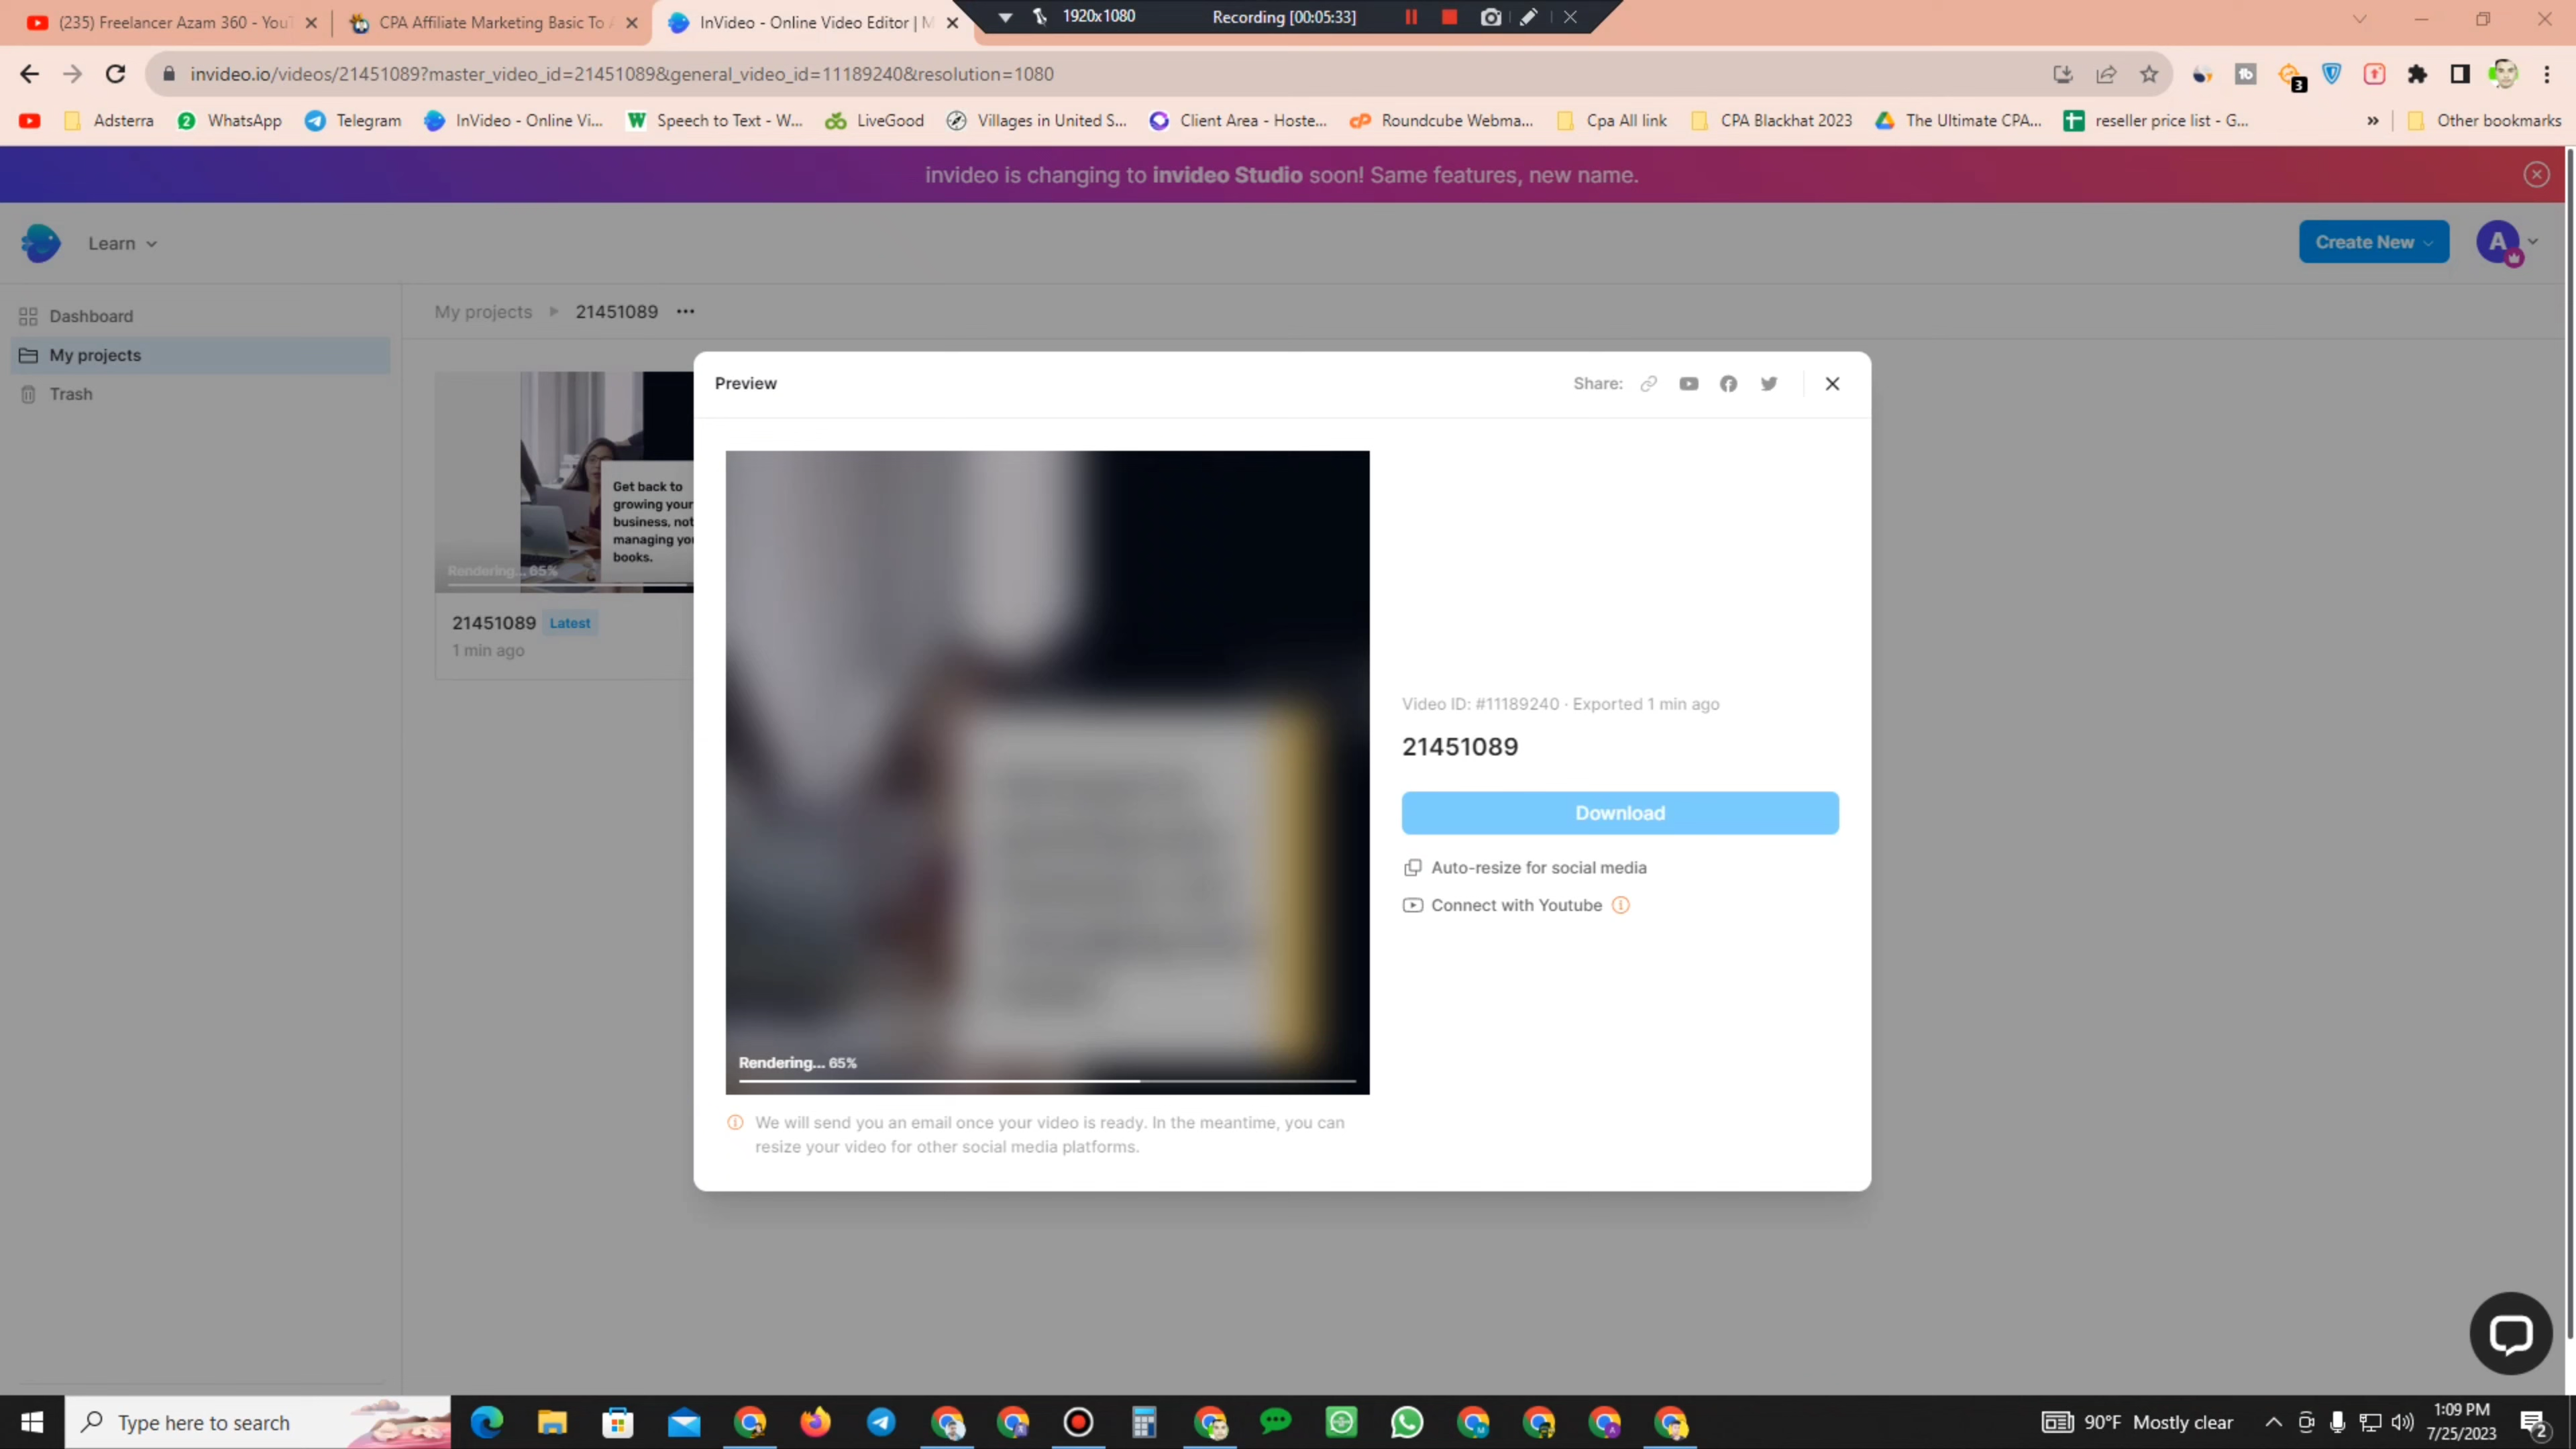 (235) Freelancer Azam 360 - You
CPA Affiliate Marketing Basic To
InVideo - Online Video Editor | M
1920x1080
Recording [00:05:33]
invideo.io/videos/21451089?master_video_id=21451089&general_video_id=11189240&resolution=1080
3
Adsterra
2
WhatsApp
Telegram
InVideo - Online Vi...
Speech to Text - W...
LiveGood
Villages in United S...
Client Area - Hoste...
Roundcube Webma...
Cpa All link
CPA Blackhat 2023
The Ultimate CPA...
reseller price list - G...
»
Other bookmarks
invideo is changing to invideo Studio soon! Same features, new name.
Learn
Create New
A
Dashboard
My projects
Trash
My projects
21451089
Get back to
growing your
business, not
managing you
books.
Rendering... 65%
21451089
Latest
1 min ago
Preview
Share:
Rendering... 65%
We will send you an email once your video is ready. In the meantime, you can
resize your video for other social media platforms.
Video ID: #11189240 · Exported 1 min ago
21451089
Download
Auto-resize for social media
Connect with Youtube
Type here to search
90°F Mostly clear
1:09 PM
7/25/2023
2